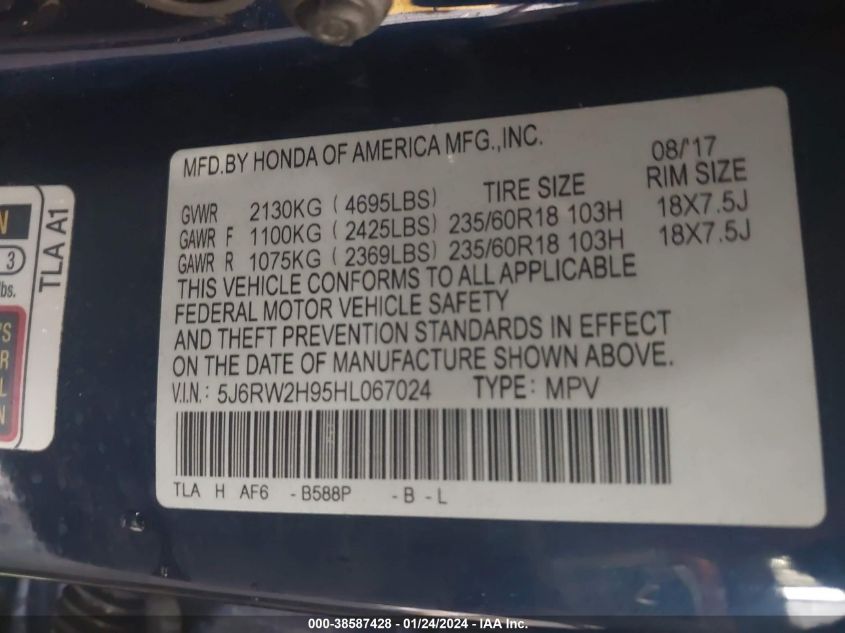 MFD.BY HONDA OF AMERICA MFG.,INC. 08/'17
TIRE SIZE RIM SIZE
GVWR 2130KG (4695LBS)
GAWR F 1100KG (2425LBS) 235/60R18 103H 18X7.5J
GAWR R 1075KG (2369LBS) 235/60R18 103H 18X7.5J
THIS VEHICLE CONFORMS TO ALL APPLICABLE
FEDERAL MOTOR VEHICLE SAFETY
AND THEFT PREVENTION STANDARDS IN EFFECT
ON THE DATE OF MANUFACTURE SHOWN ABOVE.
V.I.N.: 5J6RW2H95HL067024 TYPE: MPV
TLA H AF6 -B588P -B -L
TLA A1
N
3
lbs.
'S
R
L
N
000-38587428 - 01/24/2024 - IAA Inc.